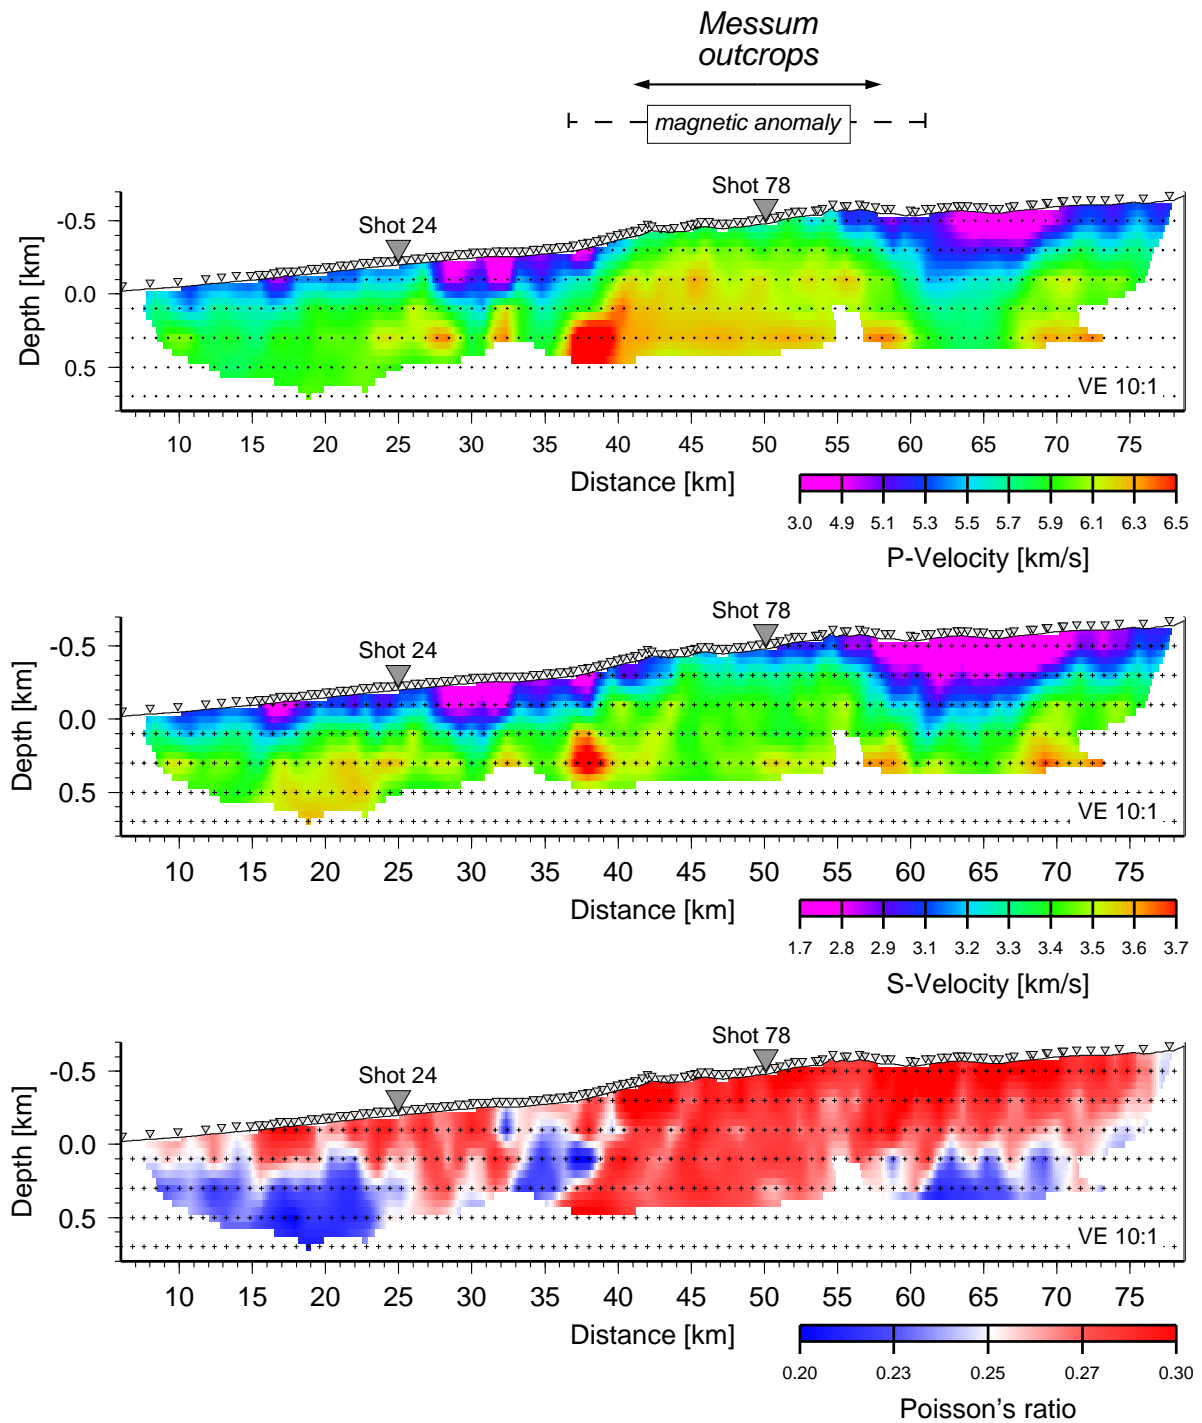 Messum
outcrops
magnetic anomaly
Shot 78
Shot 24
-0.5
0.0
0.5
Depth [km]
VE 10:1
10 15 20 25 30 35 40 45 50 55 60 65 70 75
Distance [km]
3.0 4.9 5.1 5.3 5.5 5.7 5.9 6.1 6.3 6.5
P-Velocity [km/s]
Shot 78
Shot 24
-0.5
0.0
0.5
Depth [km]
VE 10:1
10 15 20 25 30 35 40 45 50 55 60 65 70 75
Distance [km]
1.7 2.8 2.9 3.1 3.2 3.3 3.4 3.5 3.6 3.7
S-Velocity [km/s]
Shot 78
Shot 24
-0.5
0.0
0.5
Depth [km]
VE 10:1
10 15 20 25 30 35 40 45 50 55 60 65 70 75
Distance [km]
0.20 0.23 0.25 0.27 0.30
Poisson's ratio